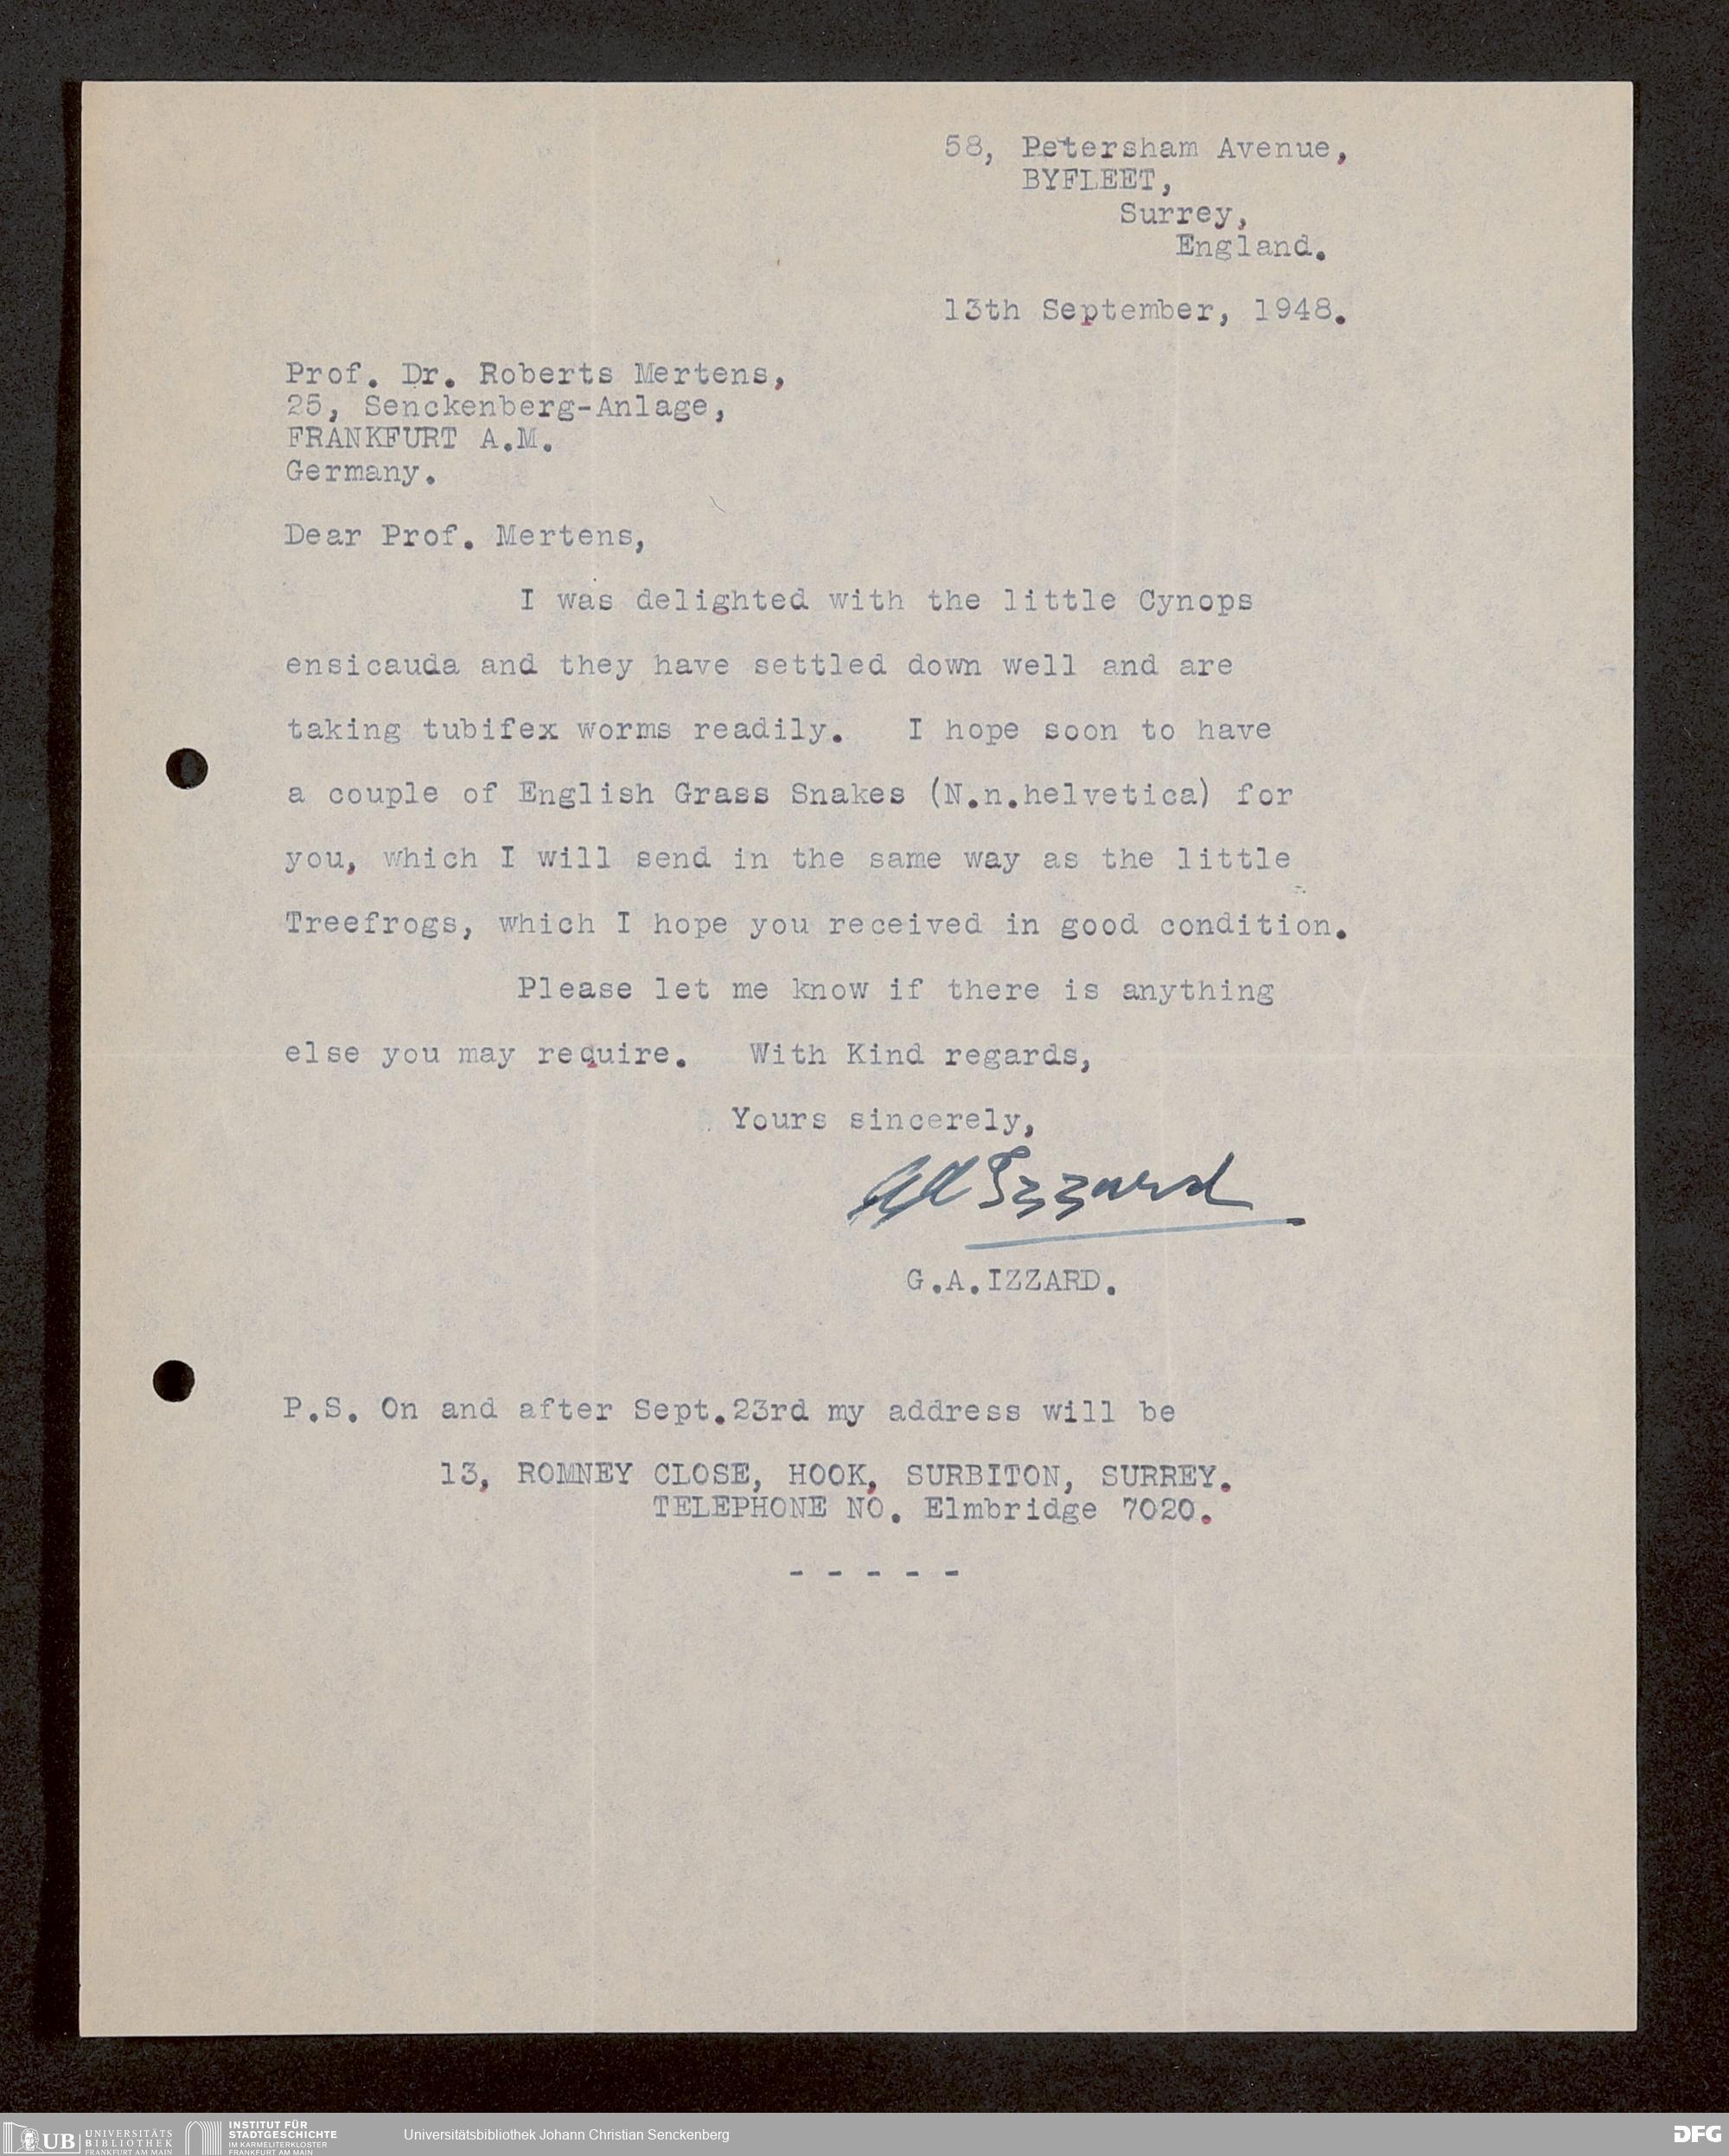 58, Petersham Avenue,
BYFLEET,
Surrey,
England.
13th September, 1948.
Prof. Dr. Roberts Mertens,
25, Senckenberg-Anlage,
FRANKFURT A.M.
Germany.
Dear Prof. Mertens,
I was delighted with the little Cynops
ensicauda and they have settled down well and are
taking tubifex worms readily. I hope soon to have
a couple of English Grass Snakes (N.n.helvetica) for
you, which I will send in the same way as the little
Treefrogs, which I hope you received in good condition.
Please let me know if there is anything
else you may require. With Kind regards,
Yours sincerely,
GA Izzard
G.A.IZZARD.
P.S. On and after Sept.23rd my address will be
13, ROMNEY CLOSE, HOOK, SURBITON, SURREY.
TELEPHONE NO. Elmbridge 7020.
- - - - -
UB UNIVERSITÄTS
BIBLIOTHEK
FRANKFURT AM MAIN
INSTITUT FÜR
STADTGESCHICHTE
IM KARMELITERKLOSTER
FRANKFURT AM MAIN
Universitätsbibliothek Johann Christian Senckenberg
DFG